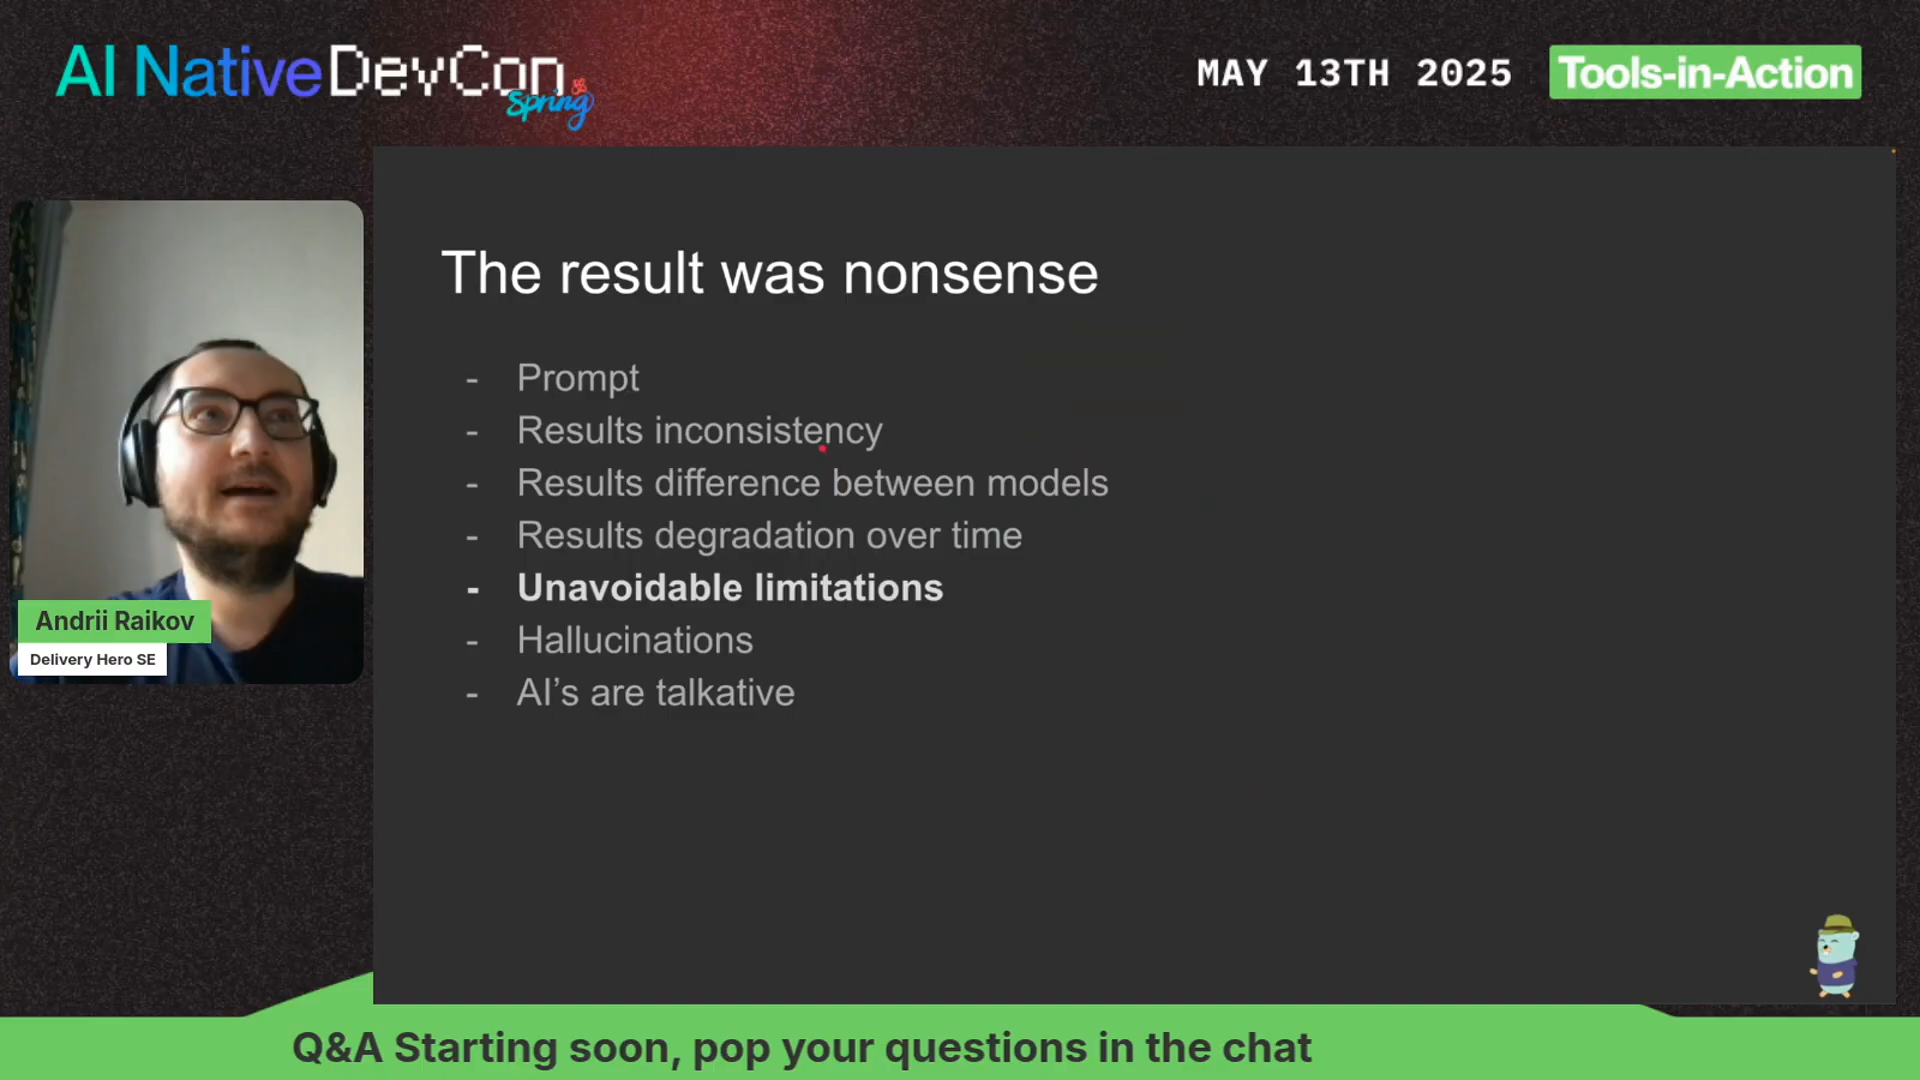 AI Native DevCon
Spring
MAY 13TH 2025
Tools-in-Action
The result was nonsense
- Prompt
- Results inconsistency
- Results difference between models
- Results degradation over time
- Unavoidable limitations
- Hallucinations
- AI’s are talkative
Andrii Raikov
Delivery Hero SE
Q&A Starting soon, pop your questions in the chat